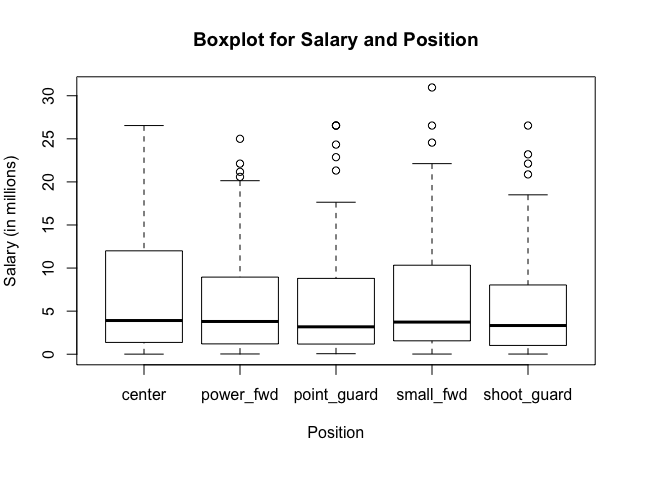 Boxplot for Salary and Position
Salary (in millions)
30
25
20
15
10
5
0
center power_fwd point_guard small_fwd shoot_guard
Position